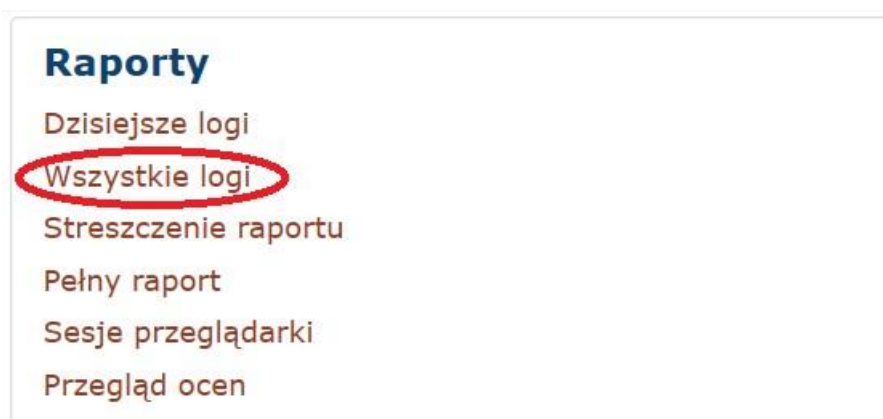 Raporty
Dzisiejsze logi
Wszystkie logi
Streszczenie raportu
Pełny raport
Sesje przeglądarki
Przegląd ocen